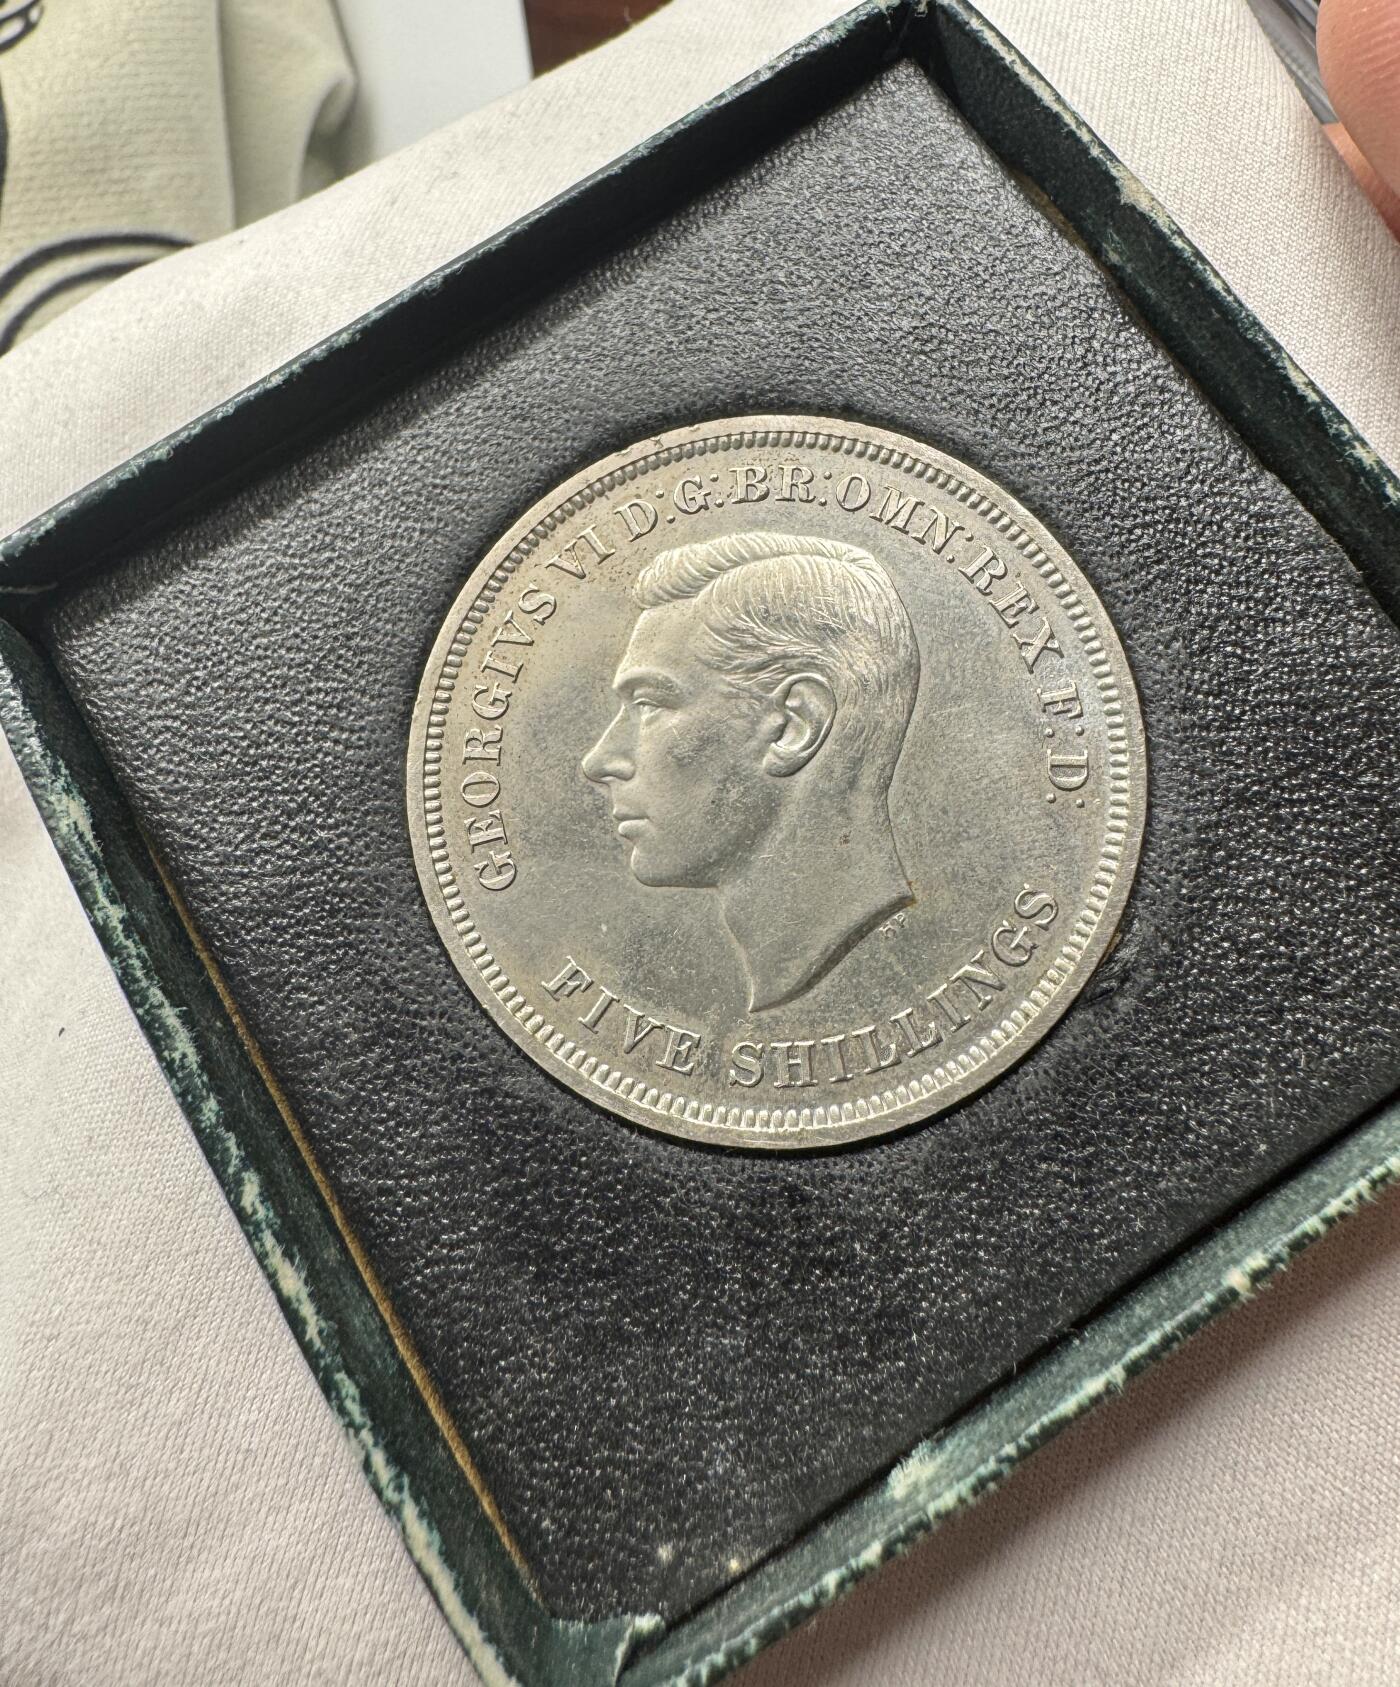 GEORGIVS VI D:G:BR:OMN:REX F:D:
FIVE SHILLINGS
HP